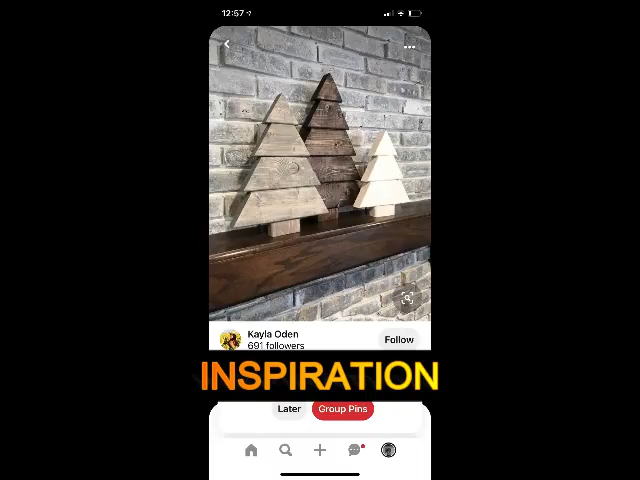 12:57
Kayla Oden
691 followers
Follow
INSPIRATION
Later
Group Pins